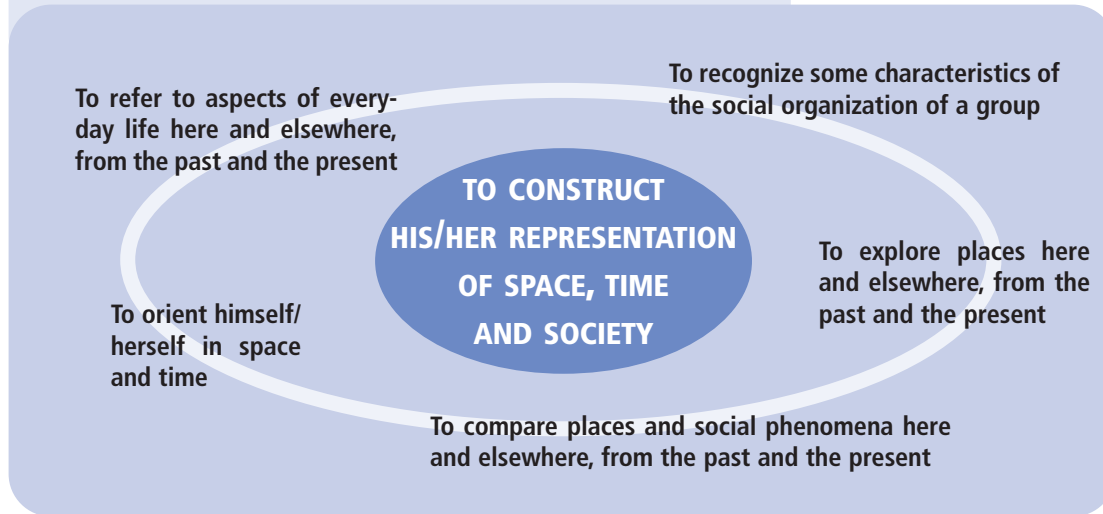 To refer to aspects of every-
day life here and elsewhere,
from the past and the present
To recognize some characteristics of
the social organization of a group
TO CONSTRUCT
HIS/HER REPRESENTATION
OF SPACE, TIME
AND SOCIETY
To explore places here
and elsewhere, from the
past and the present
To orient himself/
herself in space
and time
To compare places and social phenomena here
and elsewhere, from the past and the present